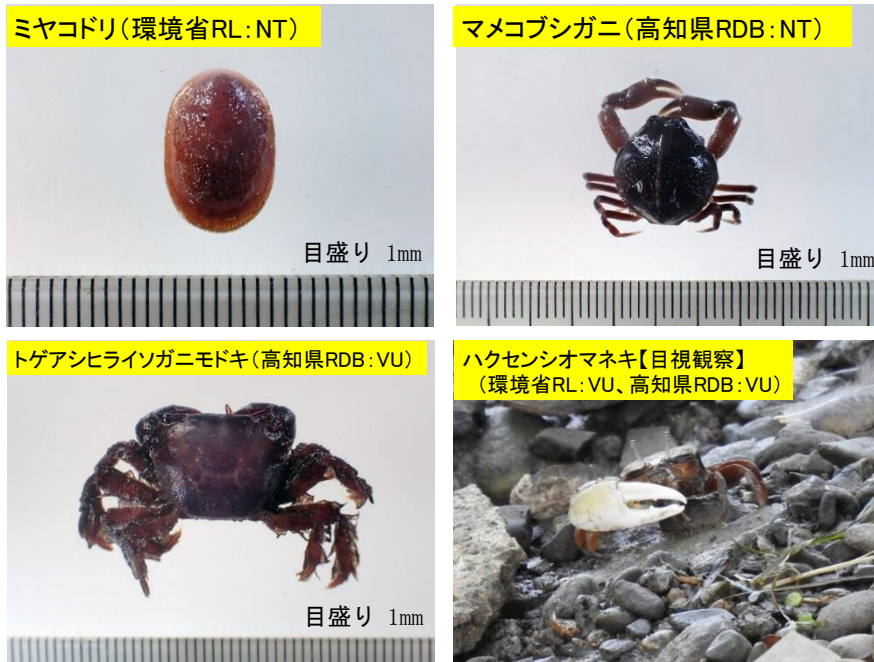 ミヤコドリ(環境省RL:NT)
目盛り 1mm
マメコブシガニ(高知県RDB:NT)
目盛り 1mm
トゲアシヒライソガニモドキ(高知県RDB:VU)
目盛り 1mm
ハクセンシオマネキ【目視観察】
(環境省RL:VU、高知県RDB:VU)